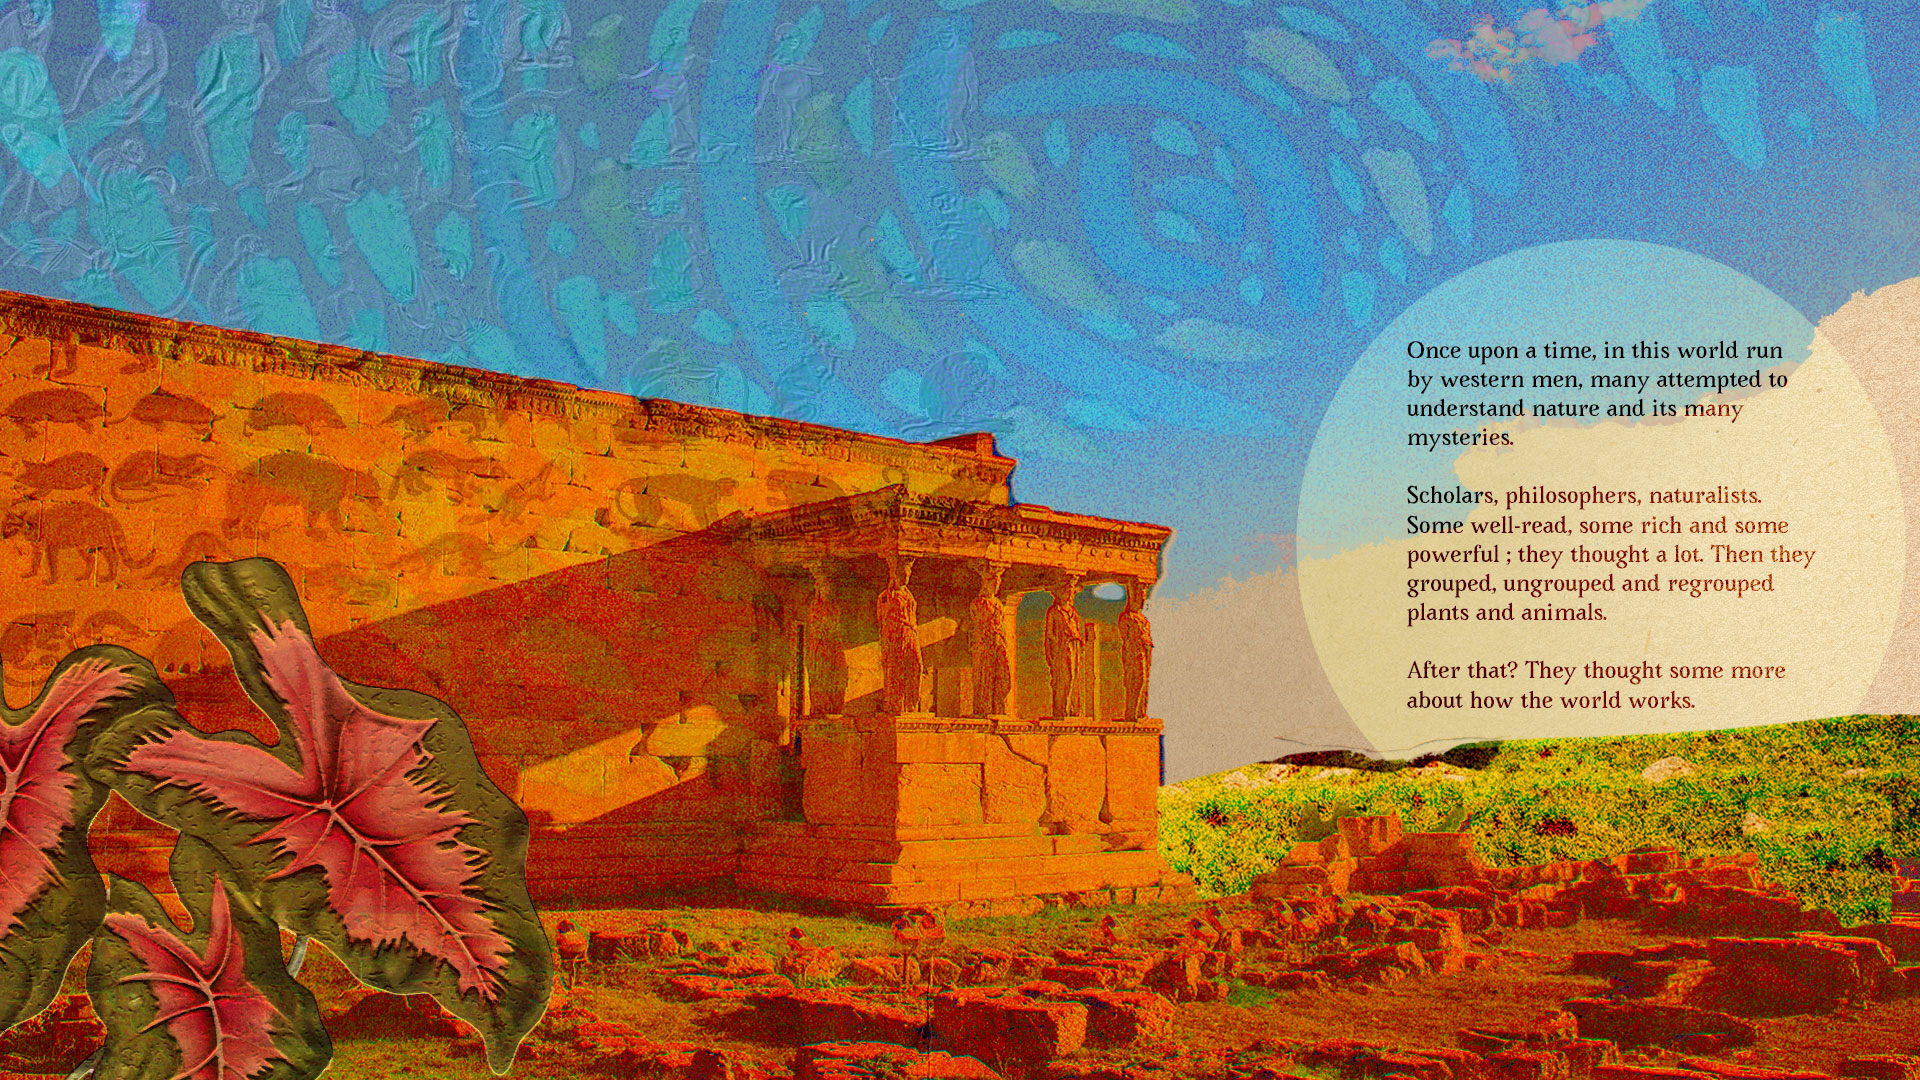 Once upon a time, in this world run
by western men, many attempted to
understand nature and its many
mysteries.
Scholars, philosophers, naturalists.
Some well-read, some rich and some
powerful ; they thought a lot. Then they
grouped, ungrouped and regrouped
plants and animals.
After that? They thought some more
about how the world works.